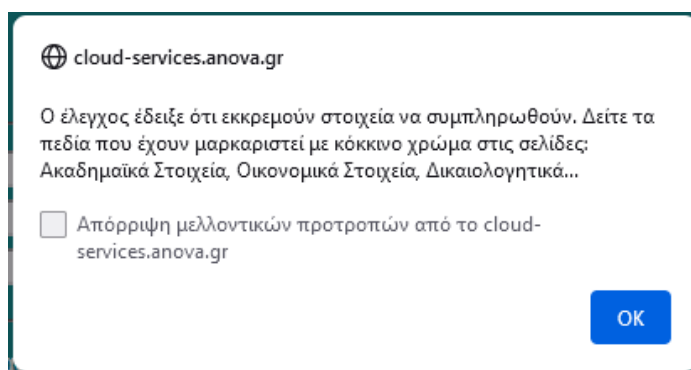 cloud-services.anova.gr
Ο έλεγχος έδειξε ότι εκκρεμούν στοιχεία να συμπληρωθούν. Δείτε τα
πεδία που έχουν μαρκαριστεί με κόκκινο χρώμα στις σελίδες:
Ακαδημαϊκά Στοιχεία, Οικονομικά Στοιχεία, Δικαιολογητικά...
Απόρριψη μελλοντικών προτροπών από το cloud-
services.anova.gr
OK